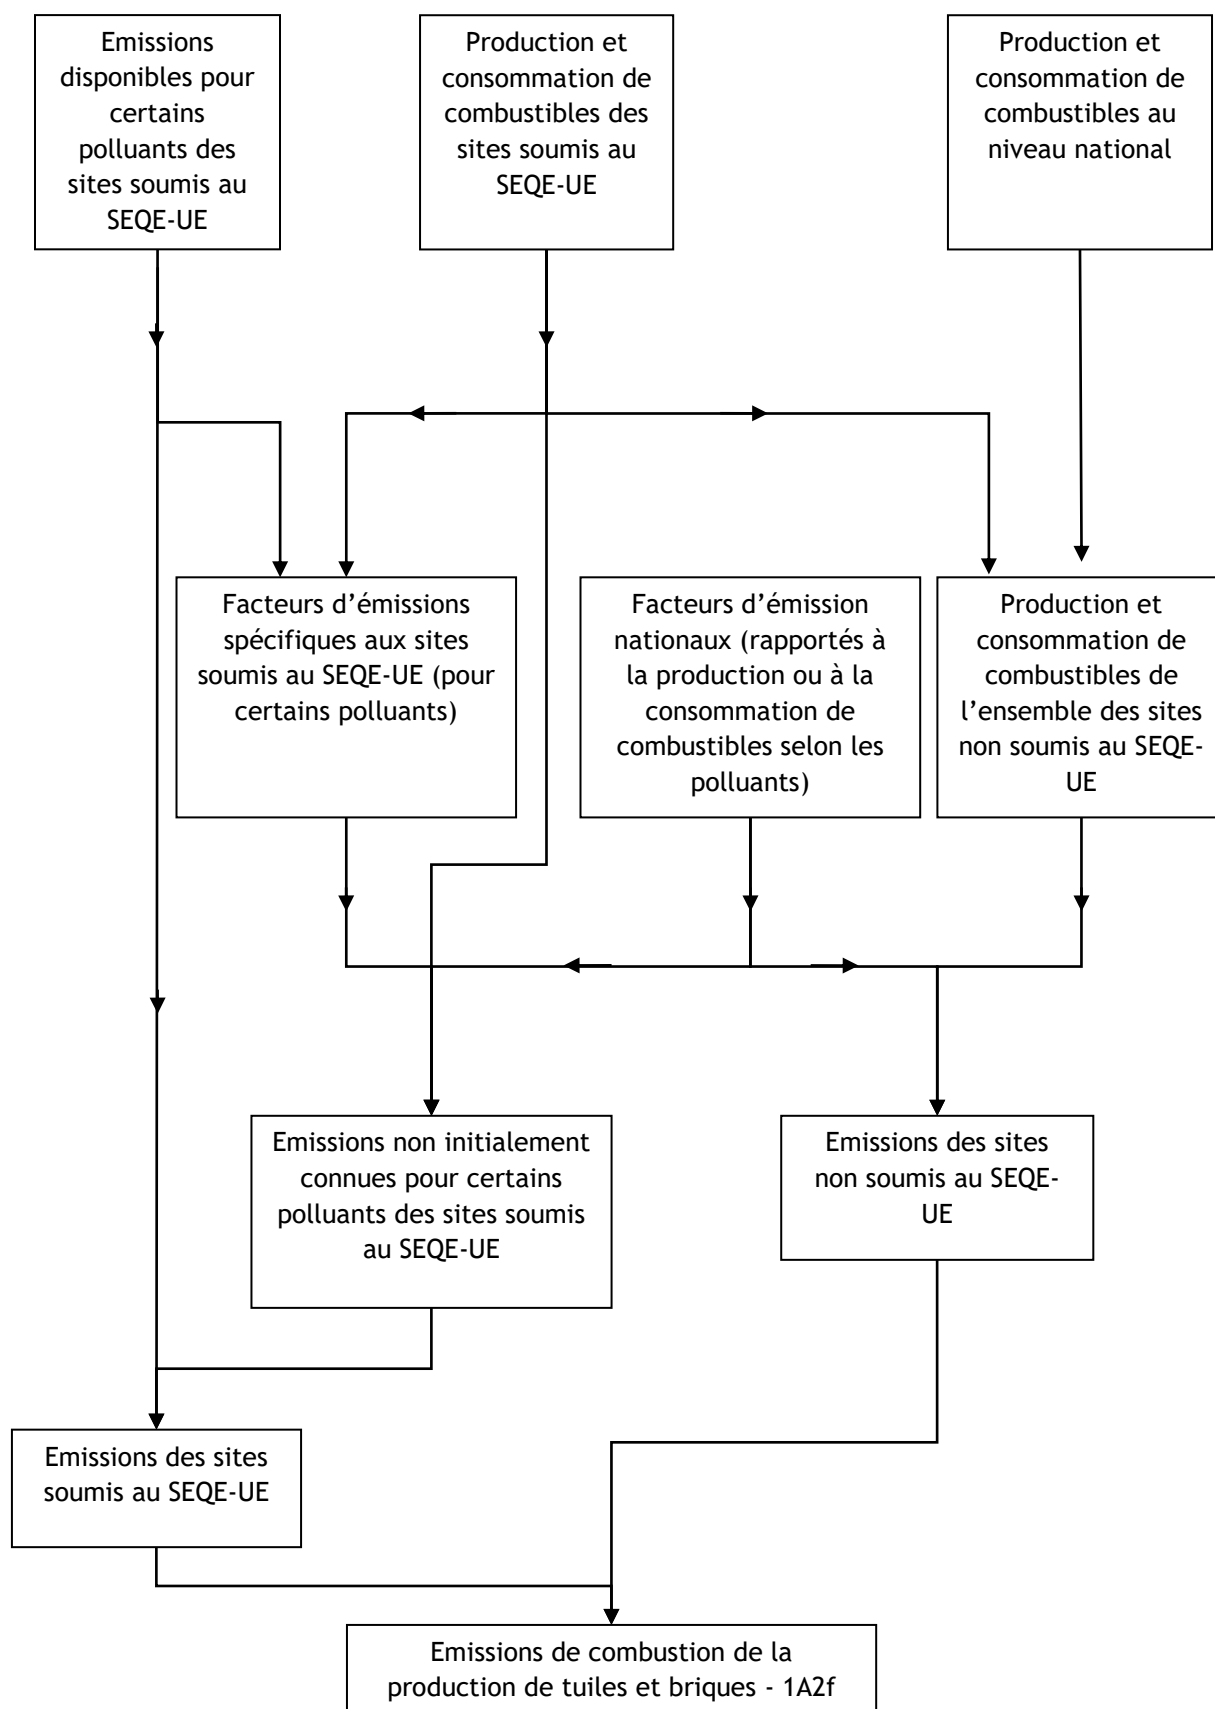 Emissions
disponibles pour
certains
polluants des
sites soumis au
SEQE-UE
Production et
consommation de
combustibles des
sites soumis au
SEQE-UE
Production et
consommation de
combustibles au
niveau national
Facteurs d’émissions
spécifiques aux sites
soumis au SEQE-UE (pour
certains polluants)
Facteurs d’émission
nationaux (rapportés à
la production ou à la
consommation de
combustibles selon les
polluants)
Production et
consommation de
combustibles de
l’ensemble des sites
non soumis au SEQE-
UE
Emissions non initialement
connues pour certains
polluants des sites soumis
au SEQE-UE
Emissions des sites
non soumis au SEQE-
UE
Emissions des sites
soumis au SEQE-UE
Emissions de combustion de la
production de tuiles et briques - 1A2f